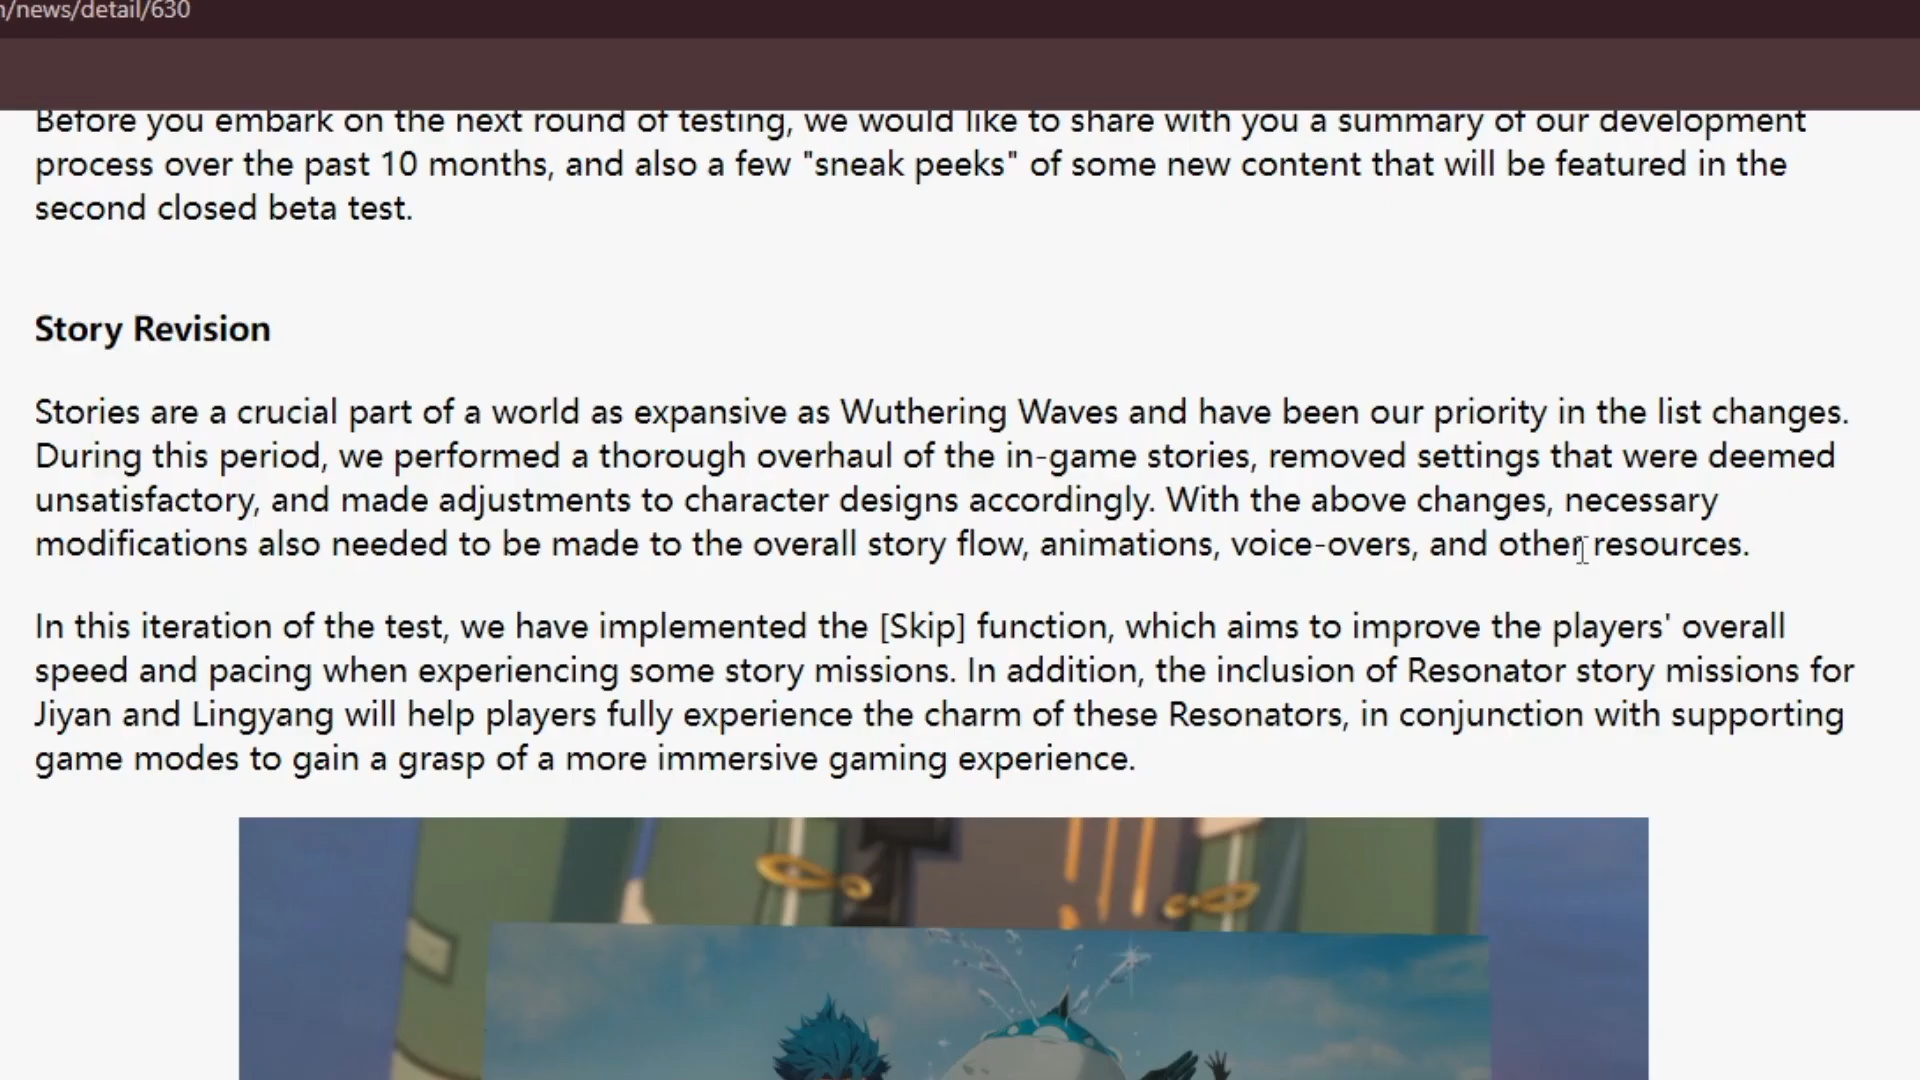 /news/detail/630
Before you embark on the next round of testing, we would like to share with you a summary of our development
process over the past 10 months, and also a few "sneak peeks" of some new content that will be featured in the
second closed beta test.
Story Revision
Stories are a crucial part of a world as expansive as Wuthering Waves and have been our priority in the list changes.
During this period, we performed a thorough overhaul of the in-game stories, removed settings that were deemed
unsatisfactory, and made adjustments to character designs accordingly. With the above changes, necessary
modifications also needed to be made to the overall story flow, animations, voice-overs, and other resources.
In this iteration of the test, we have implemented the [Skip] function, which aims to improve the players' overall
speed and pacing when experiencing some story missions. In addition, the inclusion of Resonator story missions for
Jiyan and Lingyang will help players fully experience the charm of these Resonators, in conjunction with supporting
game modes to gain a grasp of a more immersive gaming experience.